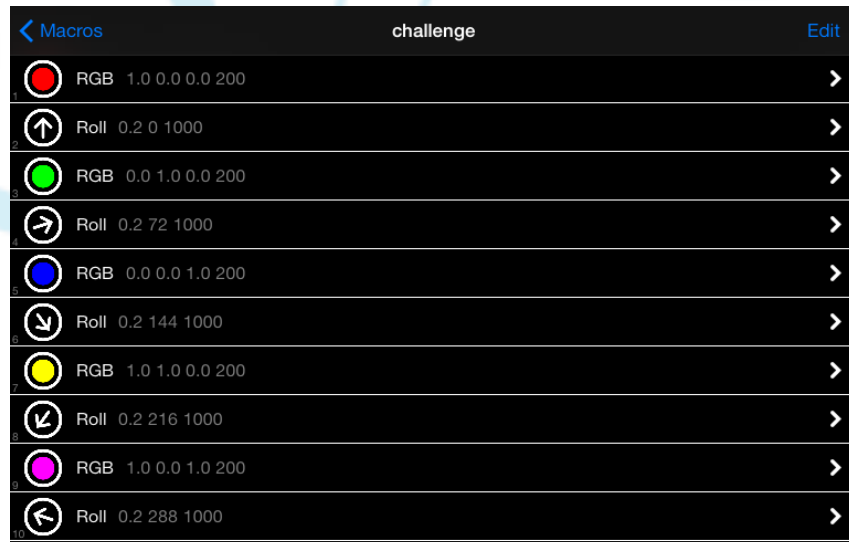 Macros challenge Edit
RGB 1.0 0.0 0.0 200
1
Roll 0.2 0 1000
2
RGB 0.0 1.0 0.0 200
3
Roll 0.2 72 1000
4
RGB 0.0 0.0 1.0 200
5
Roll 0.2 144 1000
6
RGB 1.0 1.0 0.0 200
7
Roll 0.2 216 1000
8
RGB 1.0 0.0 1.0 200
9
Roll 0.2 288 1000
10